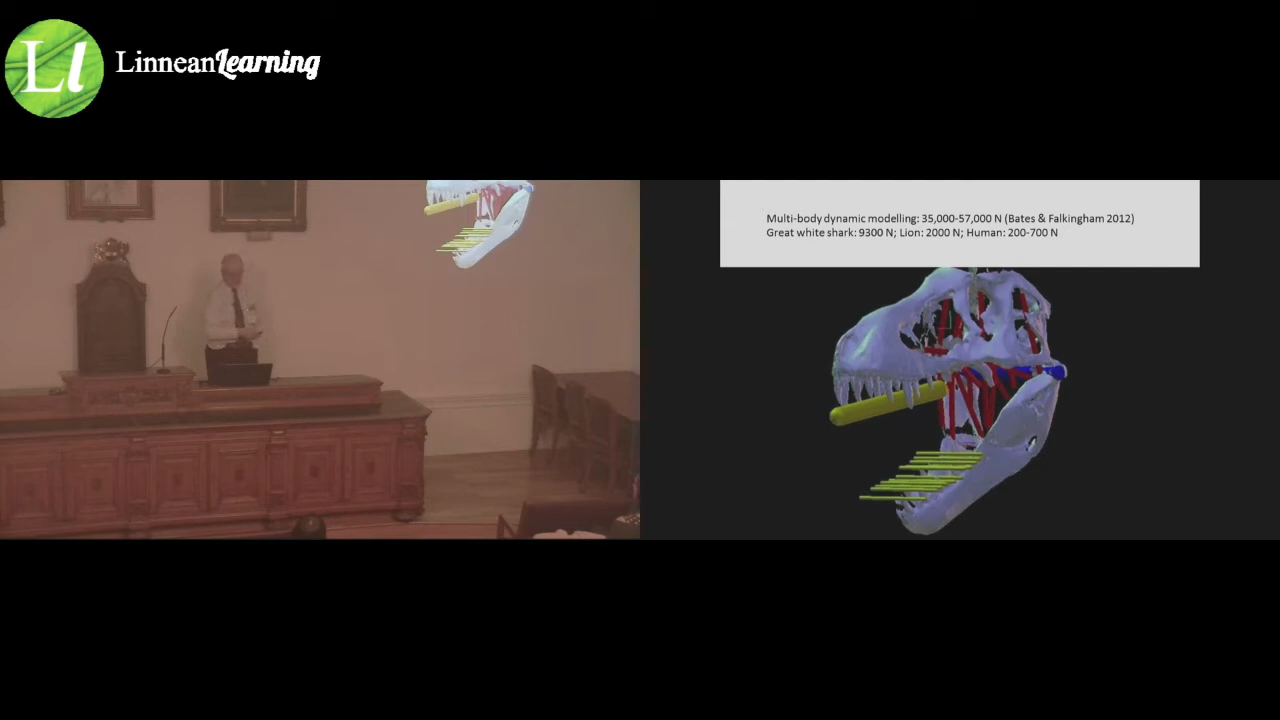 Ll LinneanLearning
Multi-body dynamic modelling: 35,000-57,000 N (Bates & Falkingham 2012)
Great white shark: 9300 N; Lion: 2000 N; Human: 200-700 N